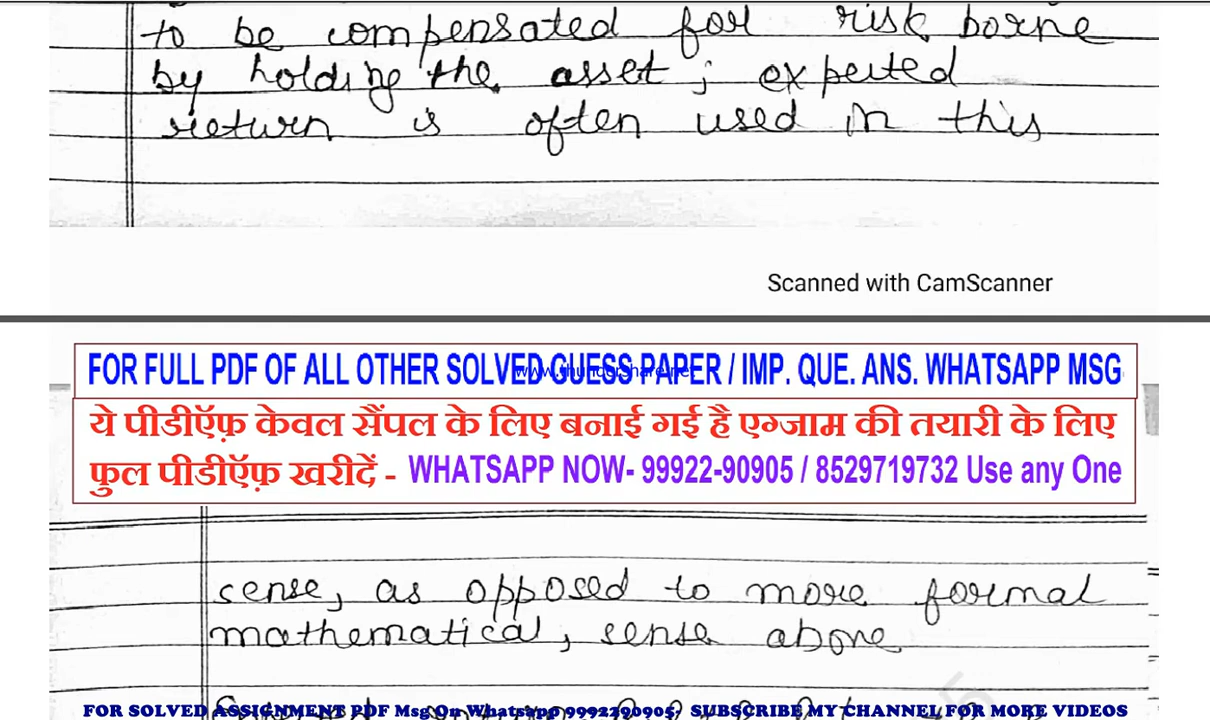 to be compensated for risk borne
by holding the asset ; expected
return is often used in this
Scanned with CamScanner
FOR FULL PDF OF ALL OTHER SOLVED GUESS PAPER / IMP. QUE. ANS. WHATSAPP MSG
www.thundershare.net
ये पीडीऍफ़ केवल सैंपल के लिए बनाई गई है एग्जाम की तयारी के लिए
फुल पीडीऍफ़ खरीदें - WHATSAPP NOW- 99922-90905 / 8529719732 Use any One
sense, as opposed to more formal
mathematical, sense above
FOR SOLVED ASSIGNMENT PDF Msg On Whatsapp 9992290905, SUBSCRIBE MY CHANNEL FOR MORE VIDEOS